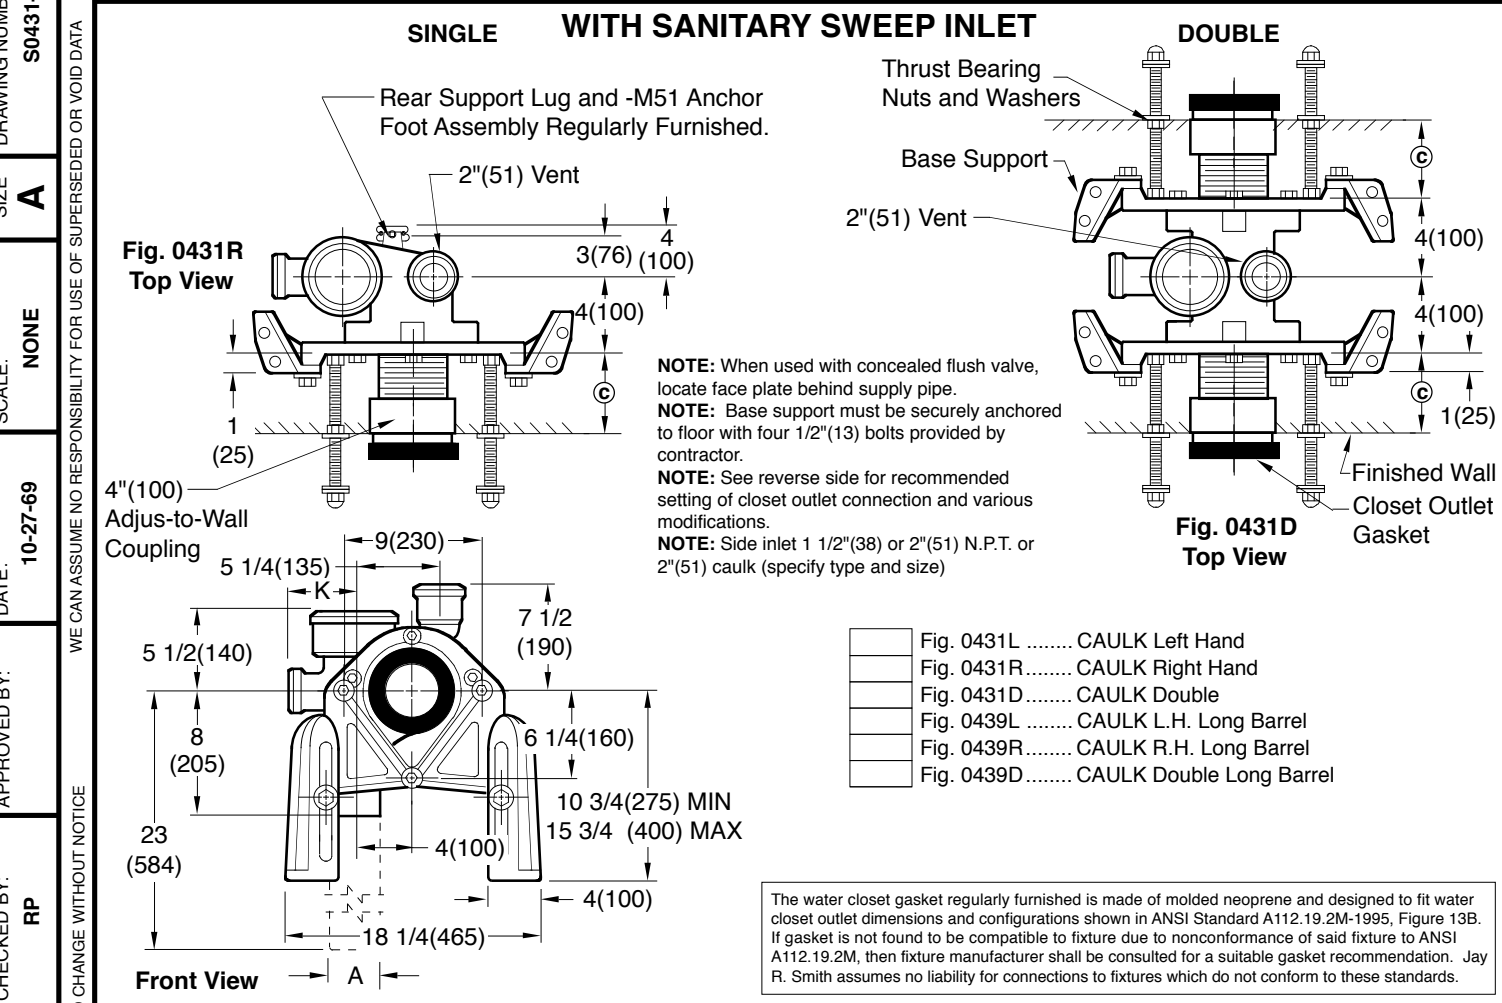 WITH SANITARY SWEEP INLET
SINGLE
DOUBLE
Rear Support Lug and -M51 Anchor
Foot Assembly Regularly Furnished.
2"(51) Vent
Fig. 0431R
Top View
3(76)
4
(100)
4(100)
C
1
(25)
4"(100)
Adjus-to-Wall
Coupling
Thrust Bearing
Nuts and Washers
Base Support
2"(51) Vent
C
4(100)
4(100)
C
1(25)
Finished Wall
Closet Outlet
Gasket
Fig. 0431D
Top View
NOTE: When used with concealed flush valve,
locate face plate behind supply pipe.
NOTE: Base support must be securely anchored
to floor with four 1/2"(13) bolts provided by
contractor.
NOTE: See reverse side for recommended
setting of closet outlet connection and various
modifications.
NOTE: Side inlet 1 1/2"(38) or 2"(51) N.P.T. or
2"(51) caulk (specify type and size)
9(230)
5 1/4(135)
K
5 1/2(140)
7 1/2
(190)
8
(205)
6 1/4(160)
23
(584)
10 3/4(275) MIN
15 3/4 (400) MAX
4(100)
4(100)
18 1/4(465)
A
Front View
Fig. 0431L ........ CAULK Left Hand
Fig. 0431R ........ CAULK Right Hand
Fig. 0431D ........ CAULK Double
Fig. 0439L ........ CAULK L.H. Long Barrel
Fig. 0439R ........ CAULK R.H. Long Barrel
Fig. 0439D ........ CAULK Double Long Barrel
The water closet gasket regularly furnished is made of molded neoprene and designed to fit water
closet outlet dimensions and configurations shown in ANSI Standard A112.19.2M-1995, Figure 13B.
If gasket is not found to be compatible to fixture due to nonconformance of said fixture to ANSI
A112.19.2M, then fixture manufacturer shall be consulted for a suitable gasket recommendation. Jay
R. Smith assumes no liability for connections to fixtures which do not conform to these standards.
DRAWING
S0431-
SIZE
A
SCALE:
NONE
DATE:
10-27-69
APPROVED BY:
CHECKED BY:
RP
WE CAN ASSUME NO RESPONSIBILITY FOR USE OF SUPERSEDED OR VOID DATA
CHANGE WITHOUT NOTICE